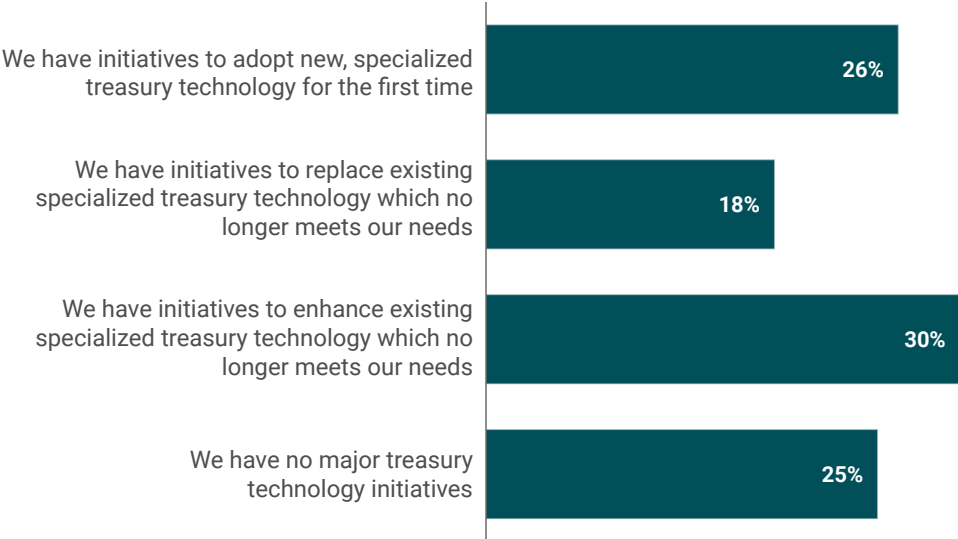 We have initiatives to adopt new, specialized
treasury technology for the first time
26%
We have initiatives to replace existing
specialized treasury technology which no
longer meets our needs
18%
We have initiatives to enhance existing
specialized treasury technology which no
longer meets our needs
30%
We have no major treasury
technology initiatives
25%